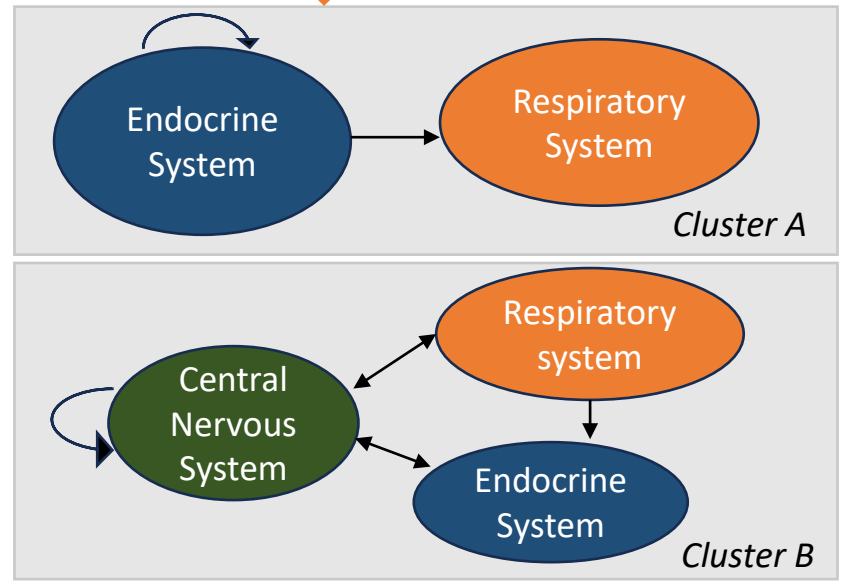 Endocrine
System
Respiratory
System
Cluster A
Respiratory
system
Central
Nervous
System
Endocrine
System
Cluster B